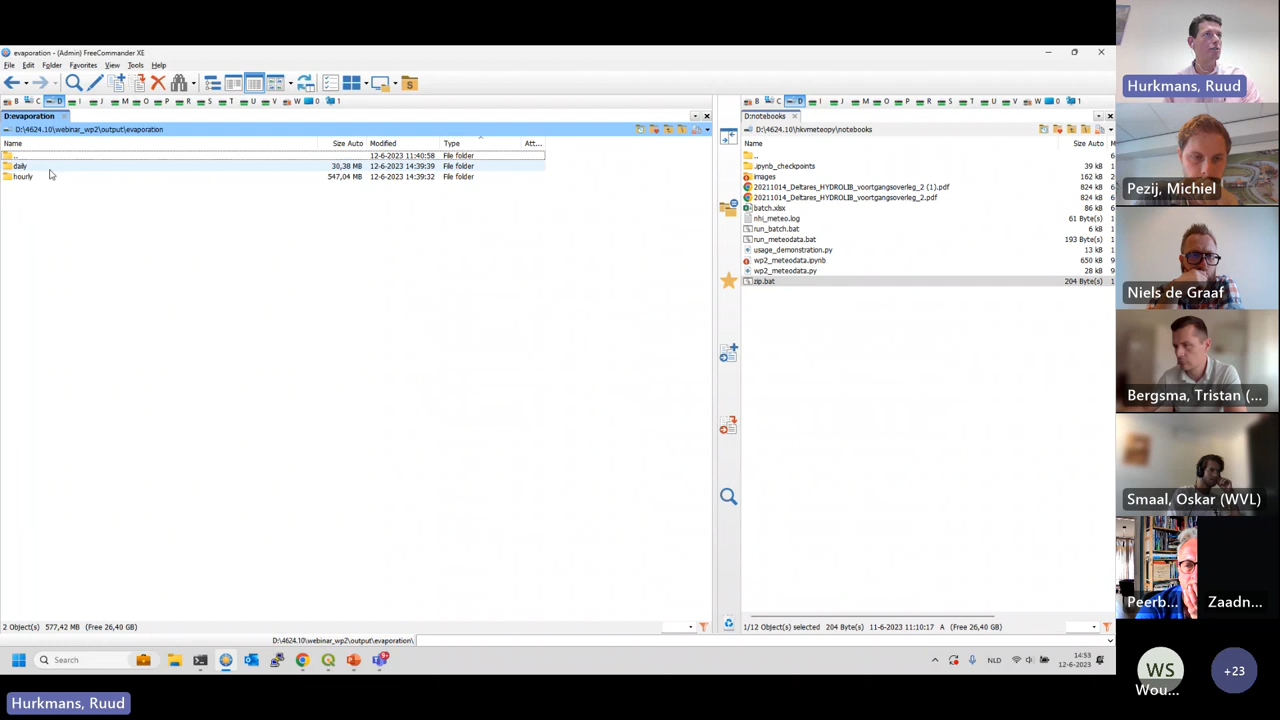 evaporation - (Admin) FreeCommander XE
File Edit Folder Favorites View Tools Help
B C D I J M O P R S T U V W 0 1
D:evaporation
D:\4624.10\webinar_wp2\output\evaporation
Name Size Auto Modified Type Att...
.. 12-6-2023 11:40:58 File folder
daily 30,38 MB 12-6-2023 14:39:39 File folder
hourly 547,04 MB 12-6-2023 14:39:32 File folder
2 Object(s) 577,42 MB (Free 26,40 GB)
D:\4624.10\webinar_wp2\output\evaporation\
B C D I J M O P R S T U V W 0 1
D:notebooks
D:\4624.10\hkvmeteopy\notebooks
Name Size Auto M
..
.ipynb_checkpoints 39 kB
images 162 kB
20211014_Deltares_HYDROLIB_voortgangsoverleg_2 (1).pdf 824 kB
20211014_Deltares_HYDROLIB_voortgangsoverleg_2.pdf 824 kB
batch.xlsx 86 kB
nhi_meteo.log 61 Byte(s)
run_batch.bat 6 kB
run_meteodata.bat 193 Byte(s)
usage_demonstration.py 13 kB
wp2_meteodata.ipynb 650 kB
wp2_meteodata.py 28 kB
zip.bat 204 Byte(s)
1/12 Object(s) selected 204 Byte(s) 11-6-2023 11:10:17 A (Free 26,40 GB)
Search
NLD
14:53
12-6-2023
Hurkmans, Ruud
Hurkmans, Ruud
Pezij, Michiel
Niels de Graaf
Bergsma, Tristan (...
Smaal, Oskar (WVL)
Peerb... Zaadn...
WS
Wou...
+23